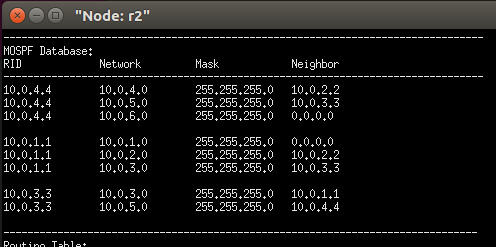 "Node: r2"
MOSPF Database:
RID Network Mask Neighbor
10.0.4.4 10.0.4.0 255.255.255.0 10.0.2.2
10.0.4.4 10.0.5.0 255.255.255.0 10.0.3.3
10.0.4.4 10.0.6.0 255.255.255.0 0.0.0.0
10.0.1.1 10.0.1.0 255.255.255.0 0.0.0.0
10.0.1.1 10.0.2.0 255.255.255.0 10.0.2.2
10.0.1.1 10.0.3.0 255.255.255.0 10.0.3.3
10.0.3.3 10.0.3.0 255.255.255.0 10.0.1.1
10.0.3.3 10.0.5.0 255.255.255.0 10.0.4.4
Routing Table: